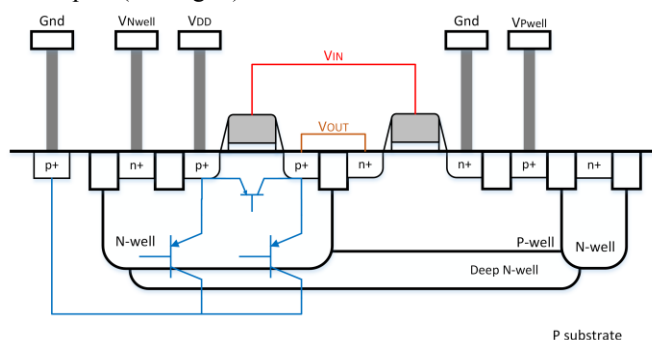 Gnd VNwell VDD Gnd VPwell
VIN
VOUT
p+ n+ p+ p+ n+ n+ p+ n+
N-well P-well N-well
Deep N-well
P substrate